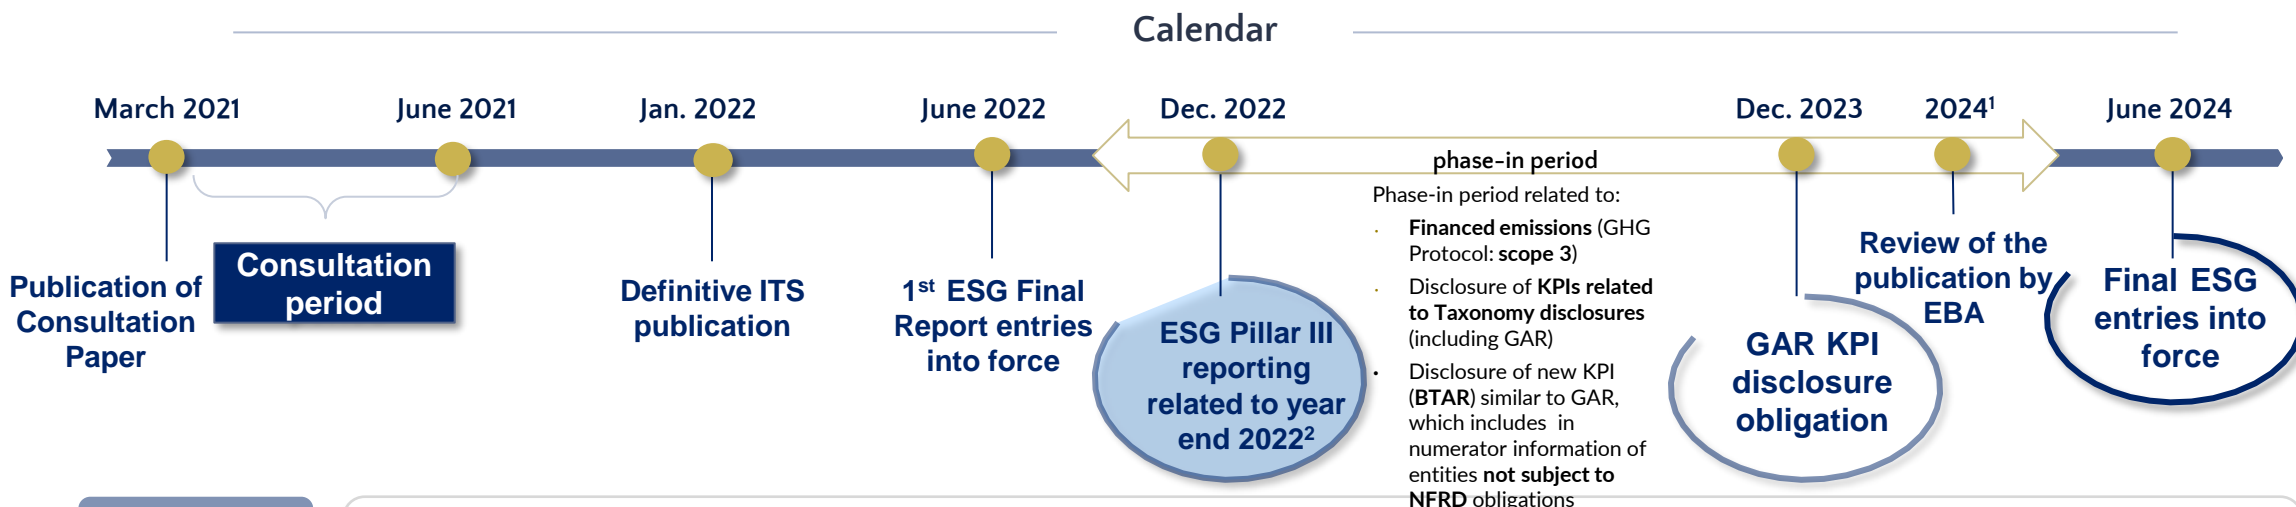 Calendar
March 2021
June 2021
Jan. 2022
June 2022
Dec. 2022
Dec. 2023
2024¹
June 2024
phase-in period
Publication of
Consultation
Paper
Consultation
period
Definitive ITS
publication
1st ESG Final
Report entries
into force
ESG Pillar III
reporting
related to year
end 2022²
Phase-in period related to:
· Financed emissions (GHG
Protocol: scope 3)
· Disclosure of KPIs related
to Taxonomy disclosures
(including GAR)
· Disclosure of new KPI
(BTAR) similar to GAR,
which includes in
numerator information of
entities not subject to
NFRD obligations
GAR KPI
disclosure
obligation
Review of the
publication by
EBA
Final ESG
entries into
force